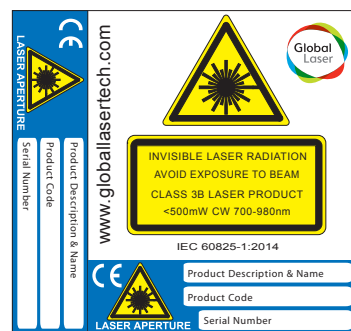 LASER APERTURE
CE
Serial Number
Product Code
Product Description & Name
www.globallasertech.com
Global
Laser
INVISIBLE LASER RADIATION
AVOID EXPOSURE TO BEAM
CLASS 3B LASER PRODUCT
<500mW CW 700-980nm
IEC 60825-1:2014
CE
LASER APERTURE
Product Description & Name
Product Code
Serial Number